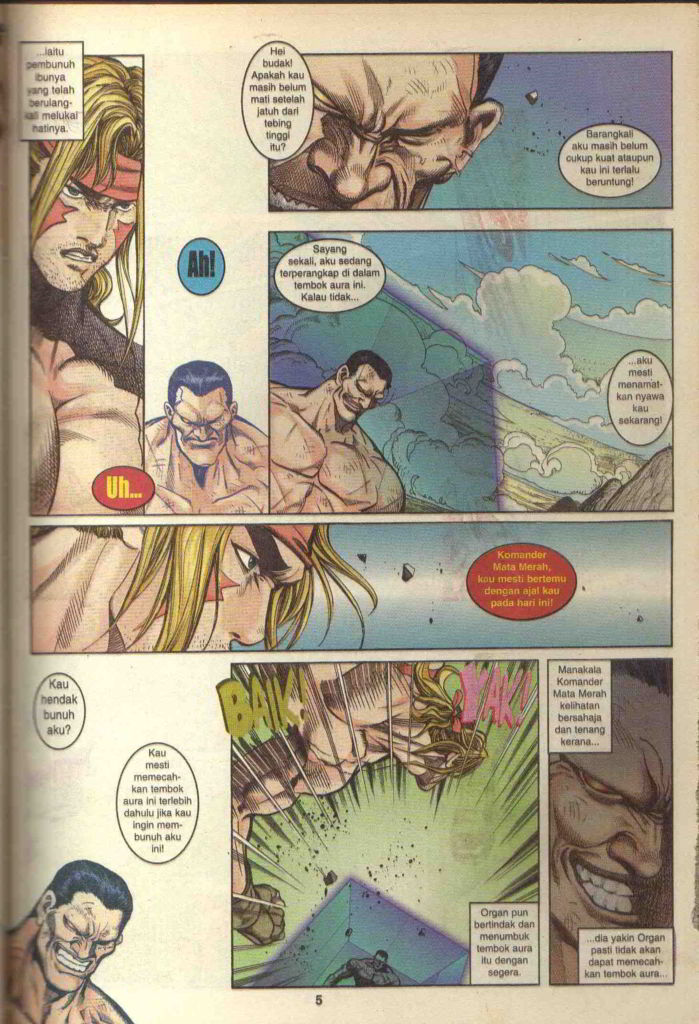 ...iaitu
pembunuh
ibunya
yang telah
berulang-
kali melukai
hatinya.
Hei
budak!
Apakah kau
masih belum
mati setelah
jatuh dari
tebing
tinggi
itu?
Barangkali
aku masih belum
cukup kuat ataupun
kau ini terlalu
beruntung!
Ah!
Uh...
Sayang
sekali, aku sedang
terperangkap di dalam
tembok aura ini.
Kalau tidak...
...aku
mesti
menamat-
kan nyawa
kau
sekarang!
Komander
Mata Merah,
kau mesti bertemu
dengan ajal kau
pada hari ini!
Kau
hendak
bunuh
aku?
Kau
mesti
memecah-
kan tembok
aura ini terlebih
dahulu jika kau
ingin mem-
bunuh aku
ini!
BAIK!
YAK!
Organ pun
bertindak dan
menumbuk
tembok aura
itu dengan
segera.
Manakala
Komander
Mata Merah
kelihatan
bersahaja
dan tenang
kerana...
...dia yakin Organ
pasti tidak akan
dapat memecah-
kan tembok aura...
5